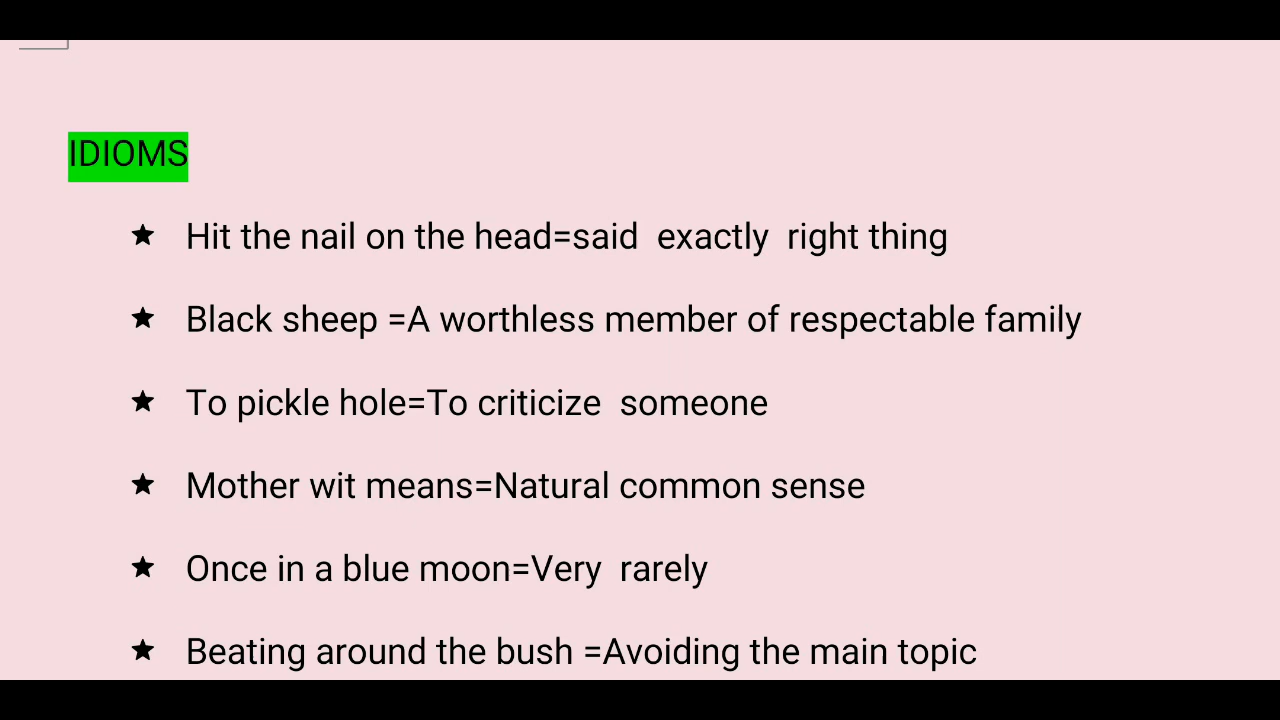 IDIOMS
★ Hit the nail on the head=said exactly right thing
★ Black sheep =A worthless member of respectable family
★ To pickle hole=To criticize someone
★ Mother wit means=Natural common sense
★ Once in a blue moon=Very rarely
★ Beating around the bush =Avoiding the main topic